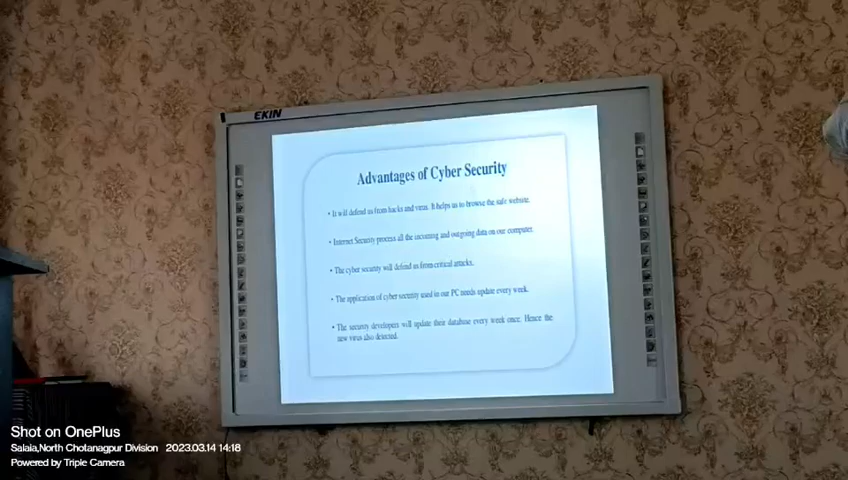 EKIN
Advantages of Cyber Security
• It will defend us from hacks and virus. It helps us to browse the safe website.
• Internet Security process all the incoming and outgoing data on our computer.
• The cyber security will defend us from critical attacks.
• The application of cyber security used in our PC needs update every week.
• The security developers will update their database every week once. Hence the
new virus also detected.
Shot on OnePlus
Salaia,North Chotanagpur Division 2023.03.14 14:18
Powered by Triple Camera